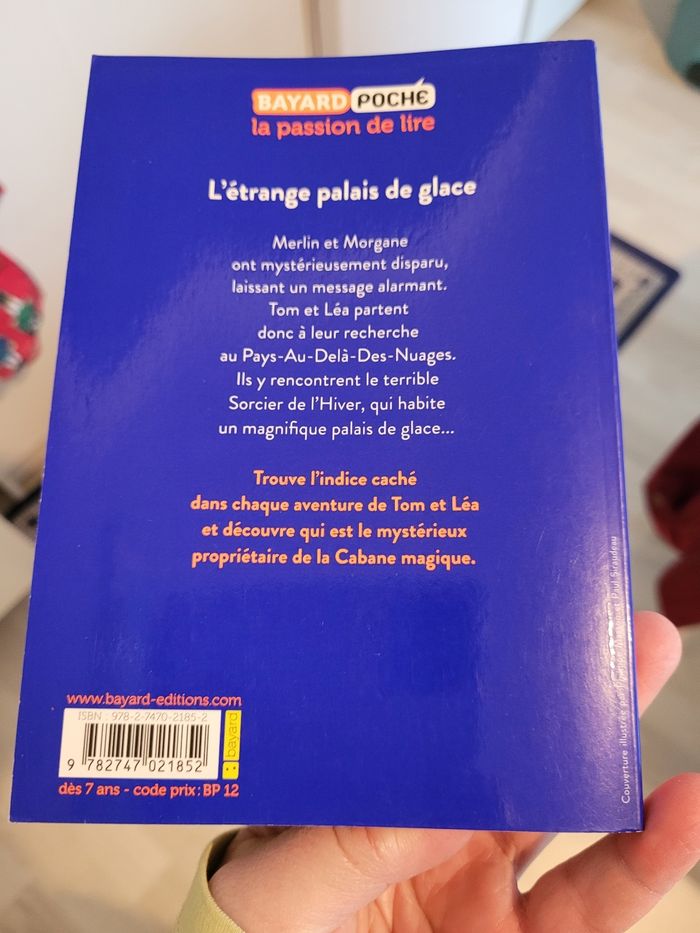 BAYARD POCHE
la passion de lire
L'étrange palais de glace
Merlin et Morgane
ont mystérieusement disparu,
laissant un message alarmant.
Tom et Léa partent
donc à leur recherche
au Pays-Au-Delà-Des-Nuages.
Ils y rencontrent le terrible
Sorcier de l'Hiver, qui habite
un magnifique palais de glace...
Trouve l'indice caché
dans chaque aventure de Tom et Léa
et découvre qui est le mystérieux
propriétaire de la Cabane magique.
www.bayard-editions.com
ISBN : 978-2-7470-2185-2
bayard
9 782747 021852
dès 7 ans - code prix : BP 12
Couverture illustrée et Paul Siraudeau